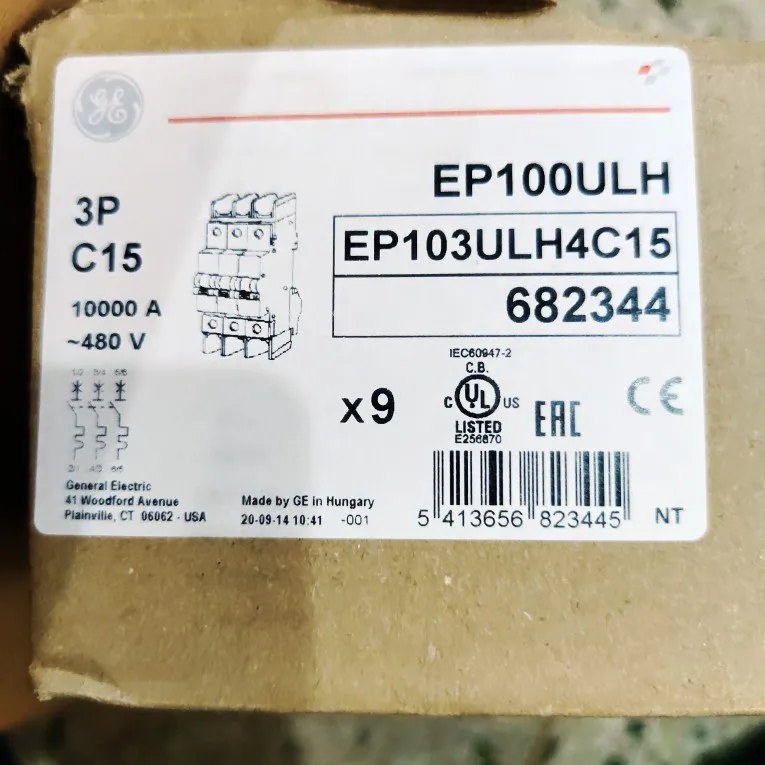 GE
EP100ULH
3P
C15
10000 A
~480 V
EP103ULH4C15
682344
x9
IEC60947-2
C.B.
C UL US
LISTED
E256870
EAC
CE
General Electric
41 Woodford Avenue
Plainville, CT 06062 - USA
Made by GE in Hungary
20-09-14 10:41 -001
5 413656 823445
NT